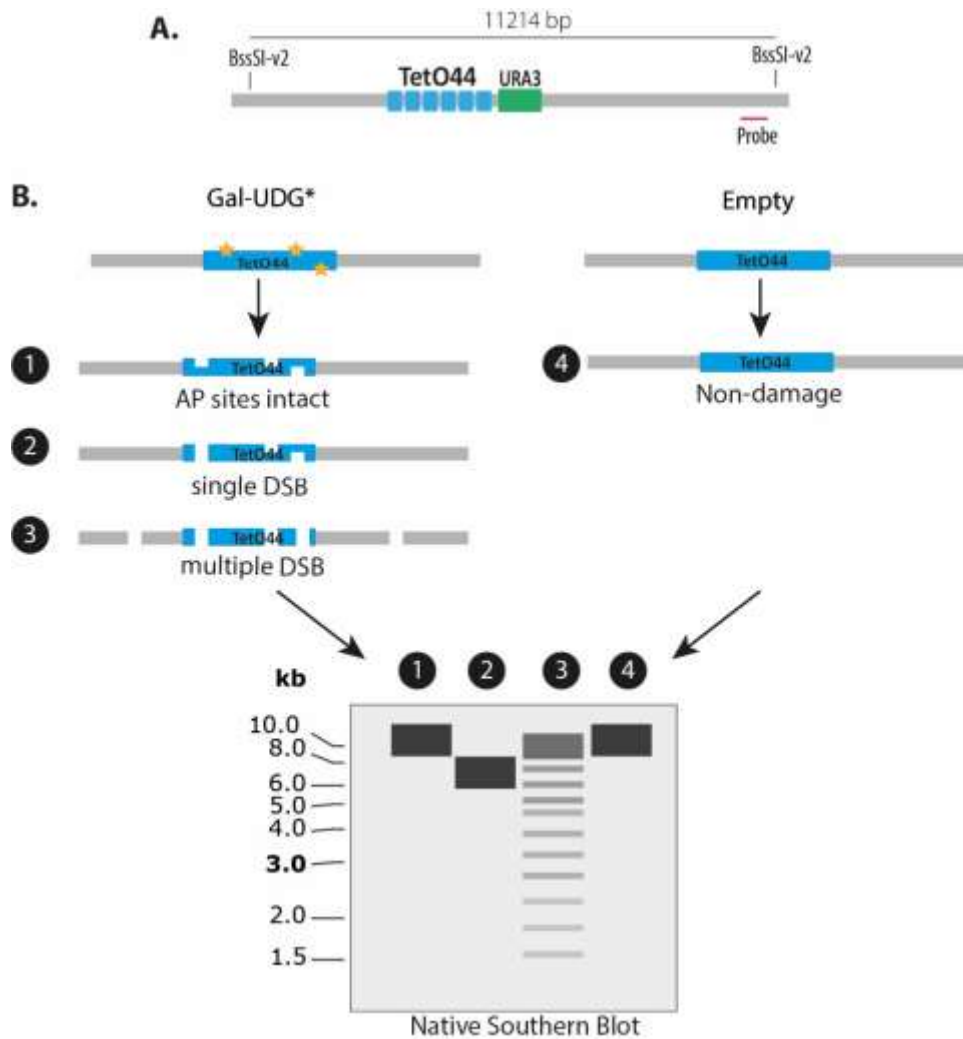 A.
11214 bp
BssSI-v2
BssSI-v2
TetO44
URA3
Probe
B.
Gal-UDG*
Empty
TetO44
TetO44
1
TetO44
AP sites intact
4
TetO44
Non-damage
2
TetO44
single DSB
3
TetO44
multiple DSB
kb
1 2 3 4
10.0
8.0
6.0
5.0
4.0
3.0
2.0
1.5
Native Southern Blot